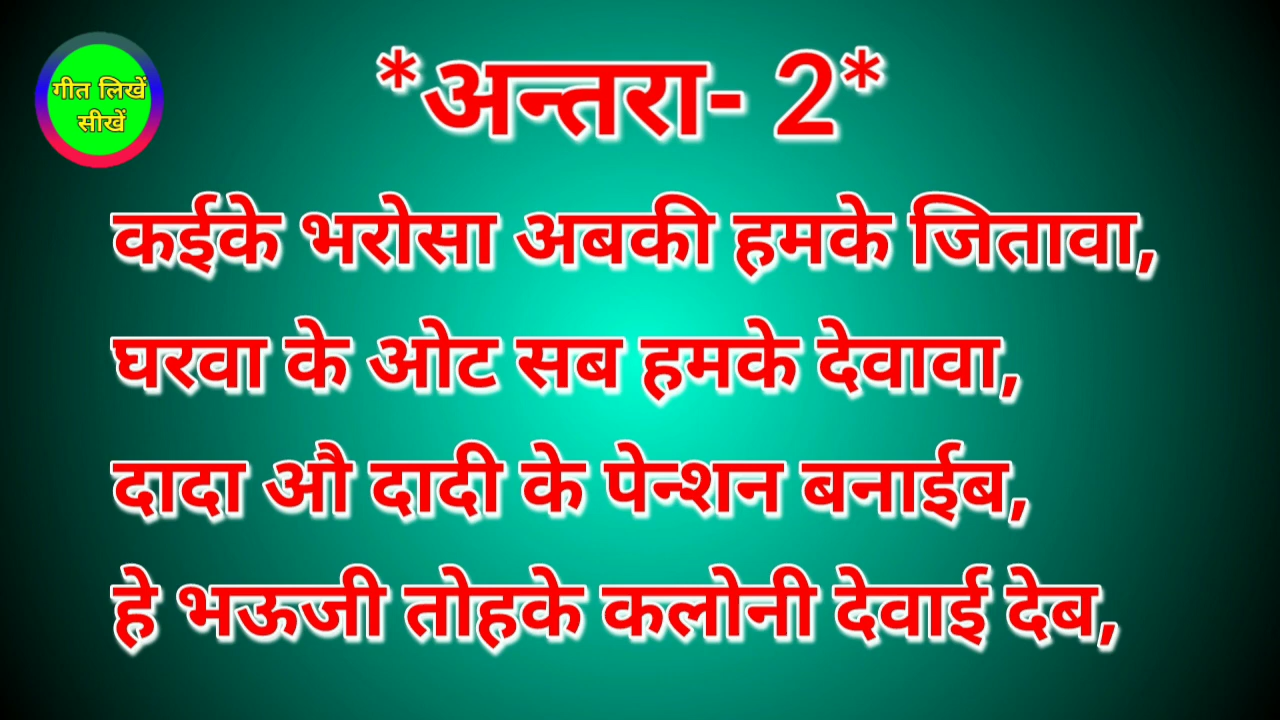 गीत लिखें
सीखें
*अन्तरा- 2*
कईके भरोसा अबकी हमके जितावा,
घरवा के ओट सब हमके देवावा,
दादा औ दादी के पेन्शन बनाईब,
हे भऊजी तोहके कलोनी देवाई देब,